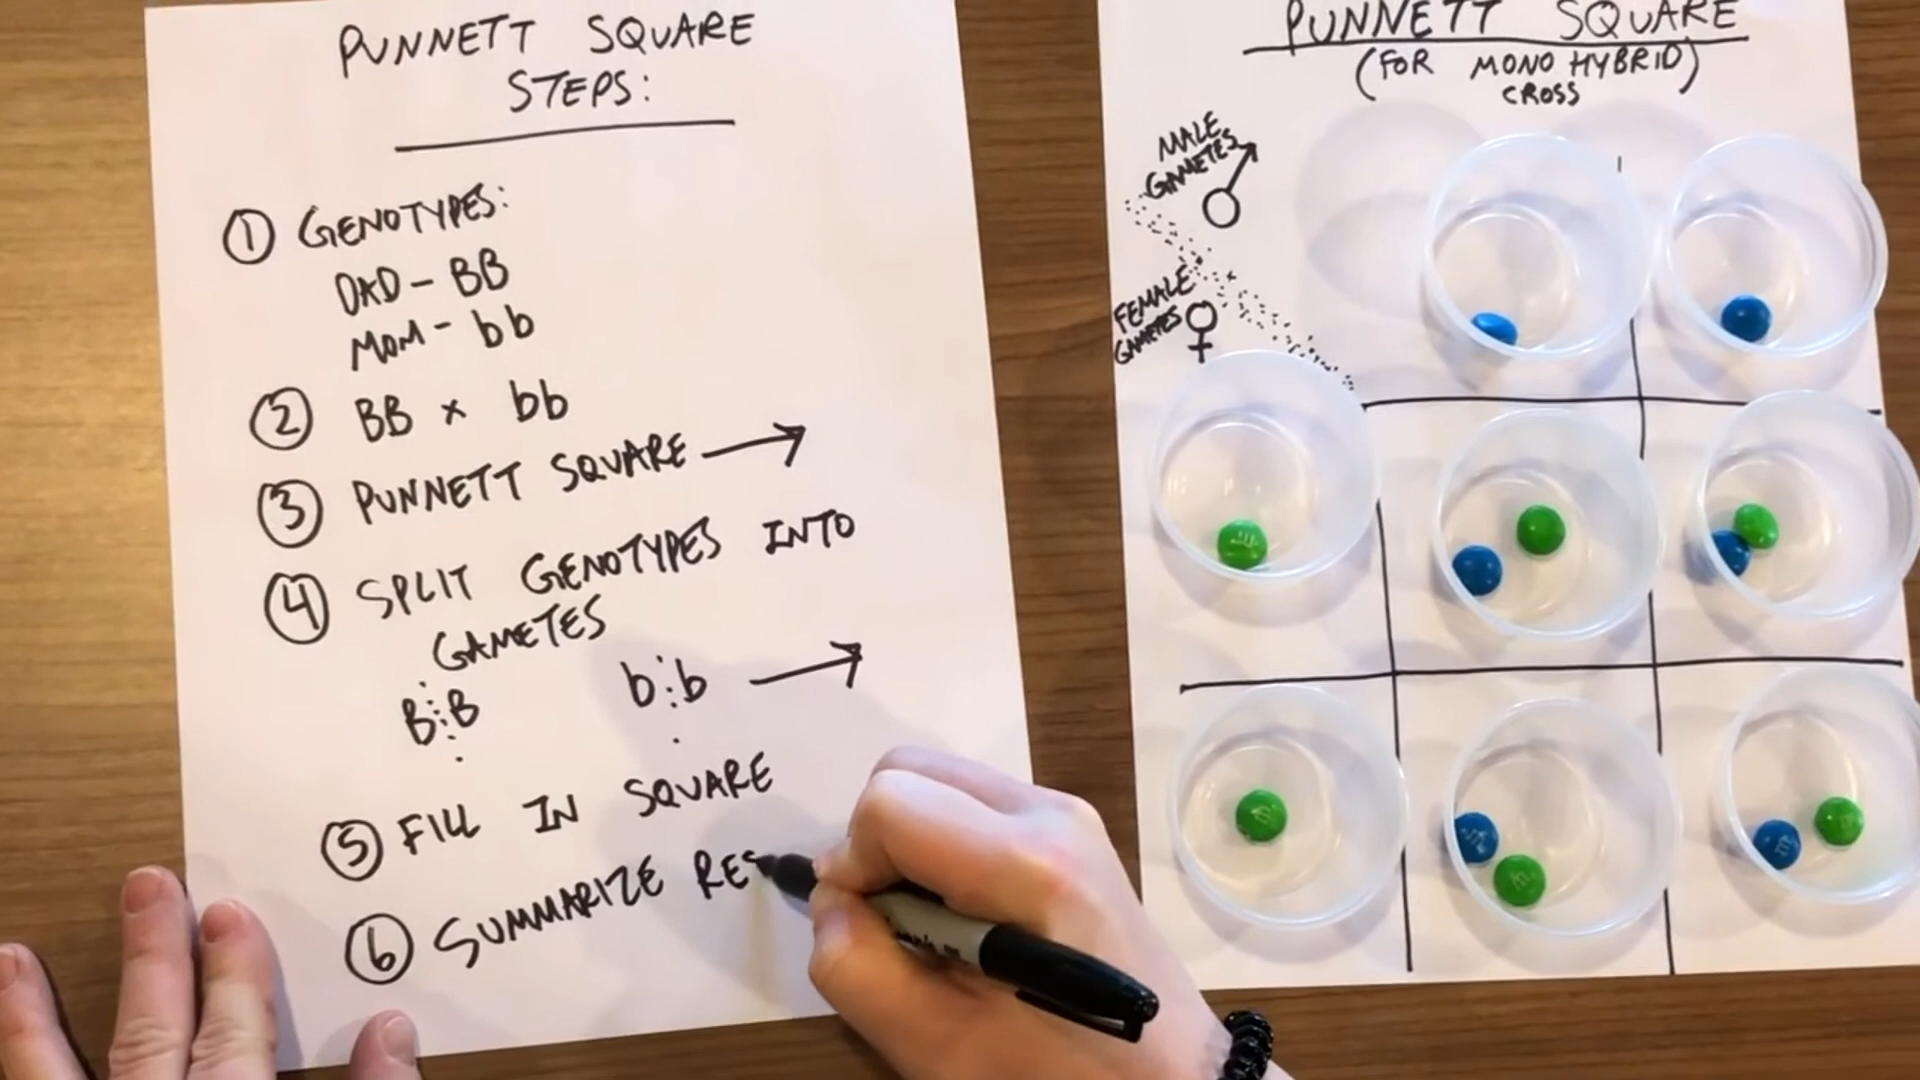 PUNNETT SQUARE
STEPS:
① GENOTYPES:
DAD - BB
MOM - bb
② BB x bb
③ PUNNETT SQUARE →
④ SPLIT GENOTYPES INTO
GAMETES
B⋮B b⋮b →
⑤ FILL IN SQUARE
⑥ SUMMARIZE RES
PUNNETT SQUARE
(FOR MONO HYBRID)
CROSS
MALE
GAMETES
♂
FEMALE
GAMETES
♀